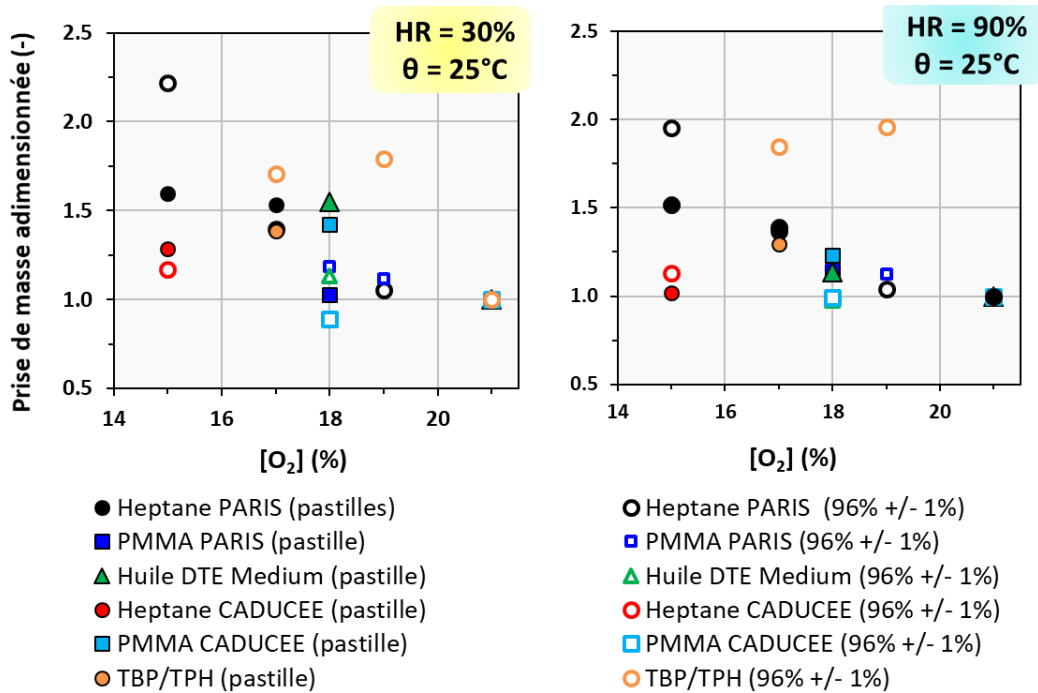 HR = 30%
θ = 25°C
HR = 90%
θ = 25°C
Prise de masse adimensionnée (-)
2.5
2.0
1.5
1.0
0.5
14
16
18
20
[O₂] (%)
2.5
2.0
1.5
1.0
0.5
14
16
18
20
[O₂] (%)
Heptane PARIS (pastilles)
PMMA PARIS (pastille)
Huile DTE Medium (pastille)
Heptane CADUCEE (pastille)
PMMA CADUCEE (pastille)
TBP/TPH (pastille)
Heptane PARIS (96% +/- 1%)
PMMA PARIS (96% +/- 1%)
Huile DTE Medium (96% +/- 1%)
Heptane CADUCEE (96% +/- 1%)
PMMA CADUCEE (96% +/- 1%)
TBP/TPH (96% +/- 1%)